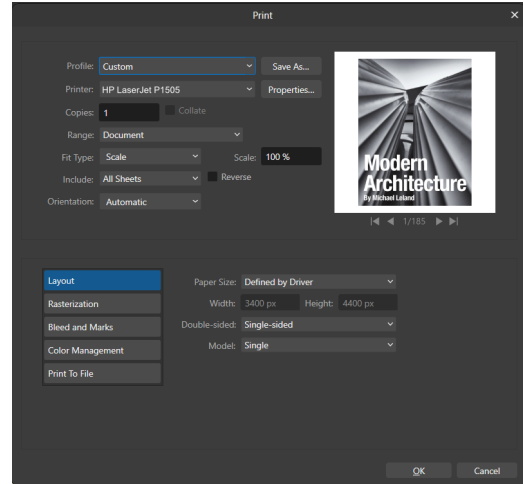 Print
Profile: Custom Save As...
Printer: HP LaserJet P1505 Properties...
Copies: 1 Collate
Range: Document
Fit Type: Scale Scale: 100 %
Include: All Sheets Reverse
Orientation: Automatic
Modern
Architecture
By Michael Leland
1/185
Layout
Rasterization
Bleed and Marks
Color Management
Print To File
Paper Size: Defined by Driver
Width: 3400 px Height: 4400 px
Double-sided: Single-sided
Model: Single
OK Cancel